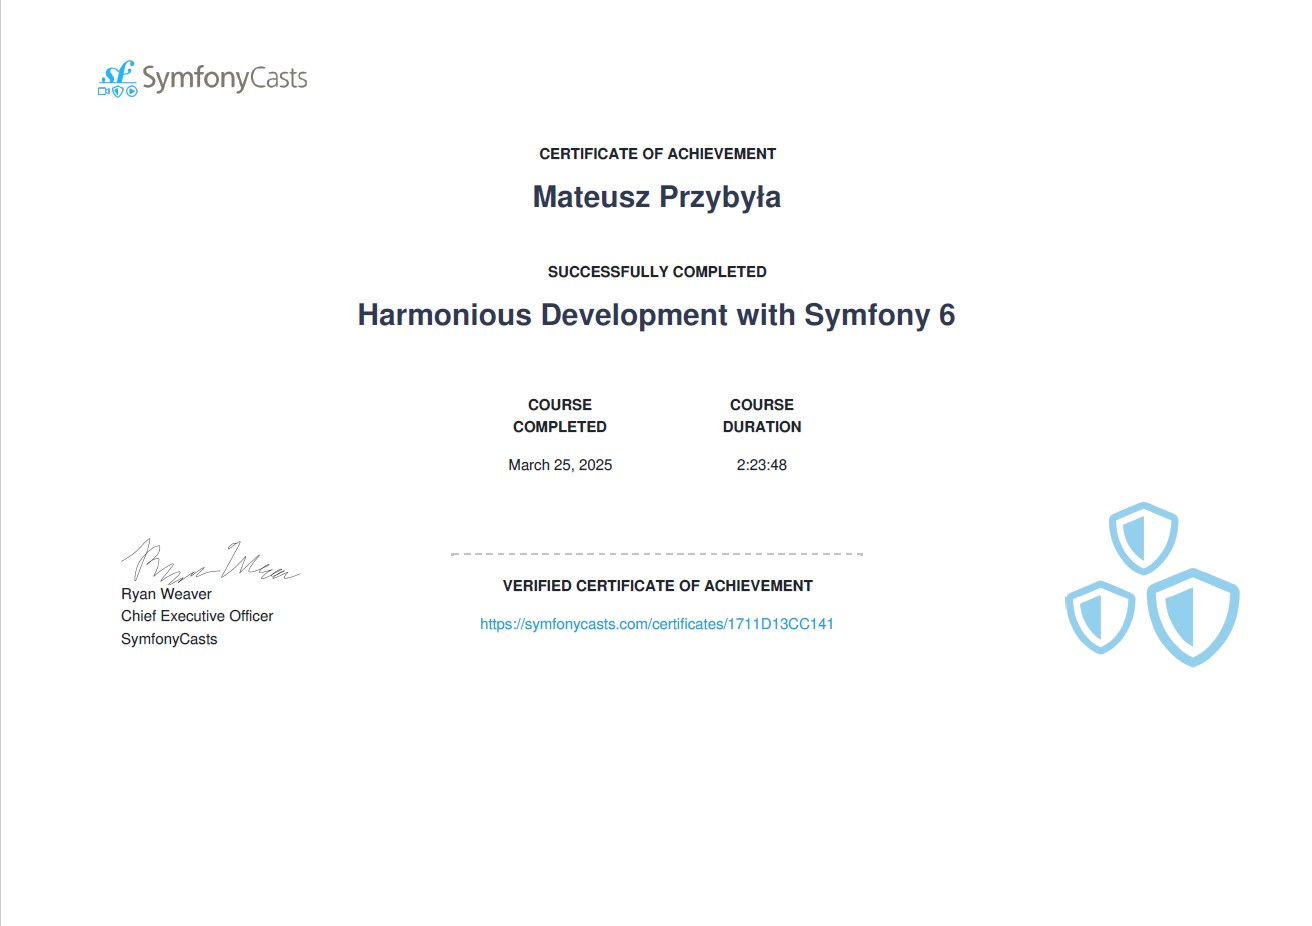 sf SymfonyCasts
CERTIFICATE OF ACHIEVEMENT
Mateusz Przybyła
SUCCESSFULLY COMPLETED
Harmonious Development with Symfony 6
COURSE
COMPLETED
March 25, 2025
COURSE
DURATION
2:23:48
Ryan Weaver
Ryan Weaver
Chief Executive Officer
SymfonyCasts
VERIFIED CERTIFICATE OF ACHIEVEMENT
https://symfonycasts.com/certificates/1711D13CC141